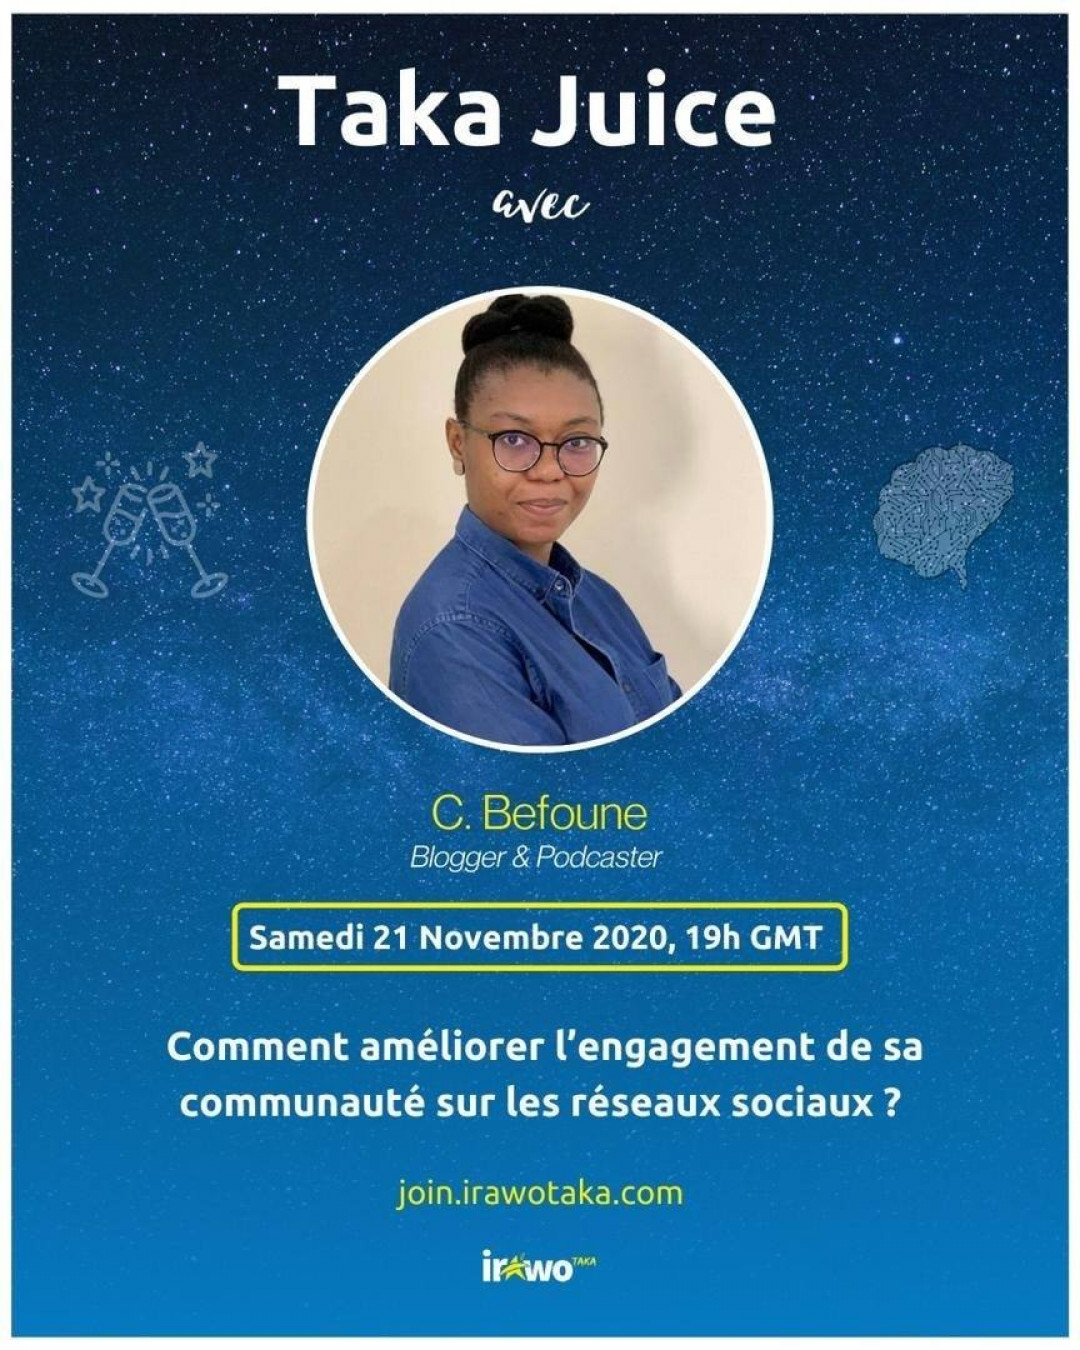 Taka Juice
avec
C. Befoune
Blogger & Podcaster
Samedi 21 Novembre 2020, 19h GMT
Comment améliorer l’engagement de sa
communauté sur les réseaux sociaux ?
join.irawotaka.com
irawo TAKA